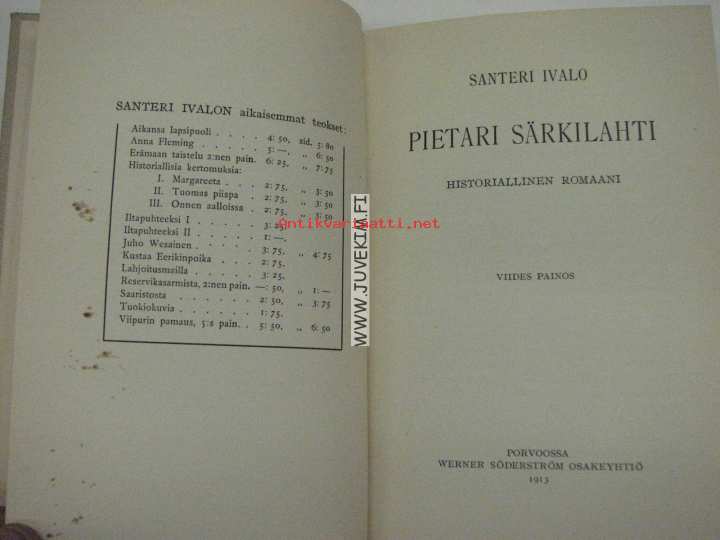 SANTERI IVALON aikaisemmat teokset:
Aikansa lapsipuoli . . . . 4: 50, sid. 5: 80
Anna Fleming . . . . . 5: —, „ 6: 50
Erämaan taistelu 2:nen pain. 6: 25, „ 7: 75
Historiallisia kertomuksia:
I. Margareeta . . . 2: 75, „ 3: 50
II. Tuomas piispa . 2: 75, „ 3: 50
III. Onnen aalloissa . 2: 75, „ 3: 50
Iltapuhteeksi I . . . . 3: 25,
Iltapuhteeksi II . . . . 1: —,
Juho Wesainen . . . . . 3: 75, „ 4: 75
Kustaa Eerikinpoika . . . 2: 75,
Lahjoitusmailla . . . . . 3: 25,
Reservikasarmista, 2:nen pain. —: 50, „ 1: —
Saaristosta . . . . . 2: 50, „ 3: 75
Tuokiokuvia . . . . . 1: 75,
Viipurin pamaus, 5:s pain. . 5: 50, „ 6: 50
Antikvariaatti.net
WWW.JUVEKIM.FI
SANTERI IVALO
PIETARI SÄRKILAHTI
HISTORIALLINEN ROMAANI
VIIDES PAINOS
PORVOOSSA
WERNER SÖDERSTRÖM OSAKEYHTIÖ
1913